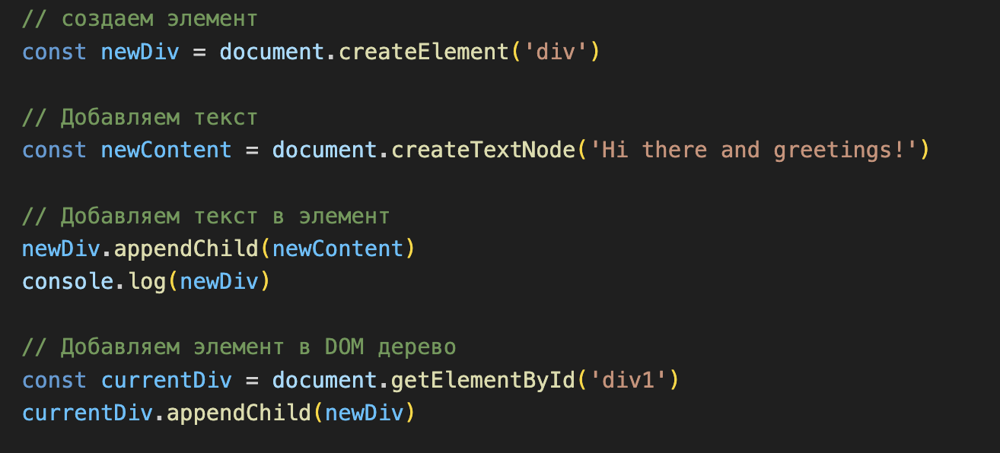 // создаем элемент
const newDiv = document.createElement('div')
// Добавляем текст
const newContent = document.createTextNode('Hi there and greetings!')
// Добавляем текст в элемент
newDiv.appendChild(newContent)
console.log(newDiv)
// Добавляем элемент в DOM дерево
const currentDiv = document.getElementById('div1')
currentDiv.appendChild(newDiv)